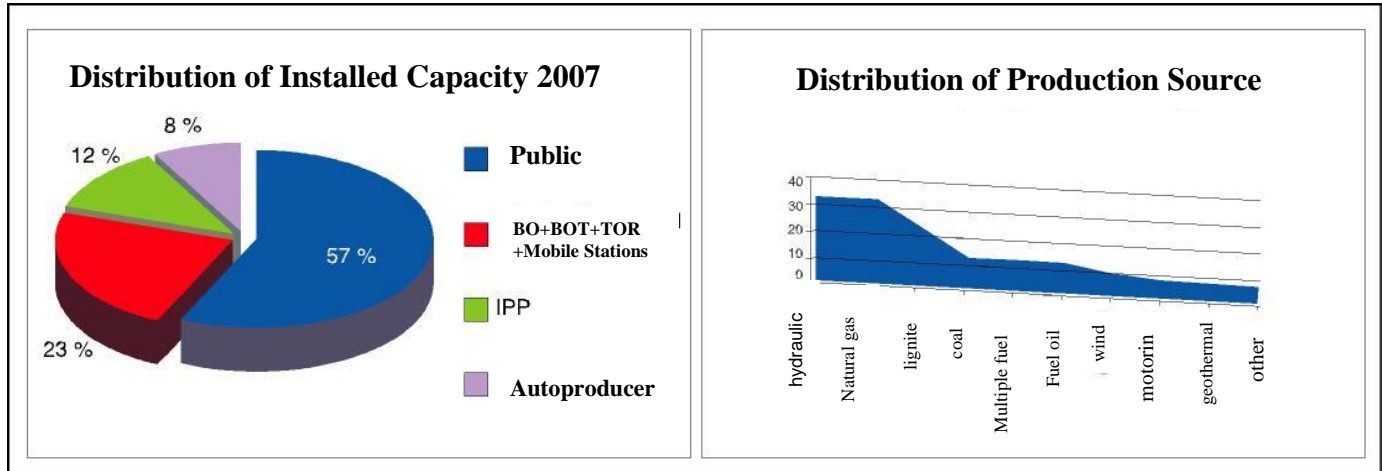 Distribution of Installed Capacity 2007
8 %
12 %
57 %
23 %
Public
BO+BOT+TOR
+Mobile Stations
IPP
Autoproducer
Distribution of Production Source
40
30
20
10
0
hydraulic
Natural gas
lignite
coal
Multiple fuel
Fuel oil
wind
motorin
geothermal
other